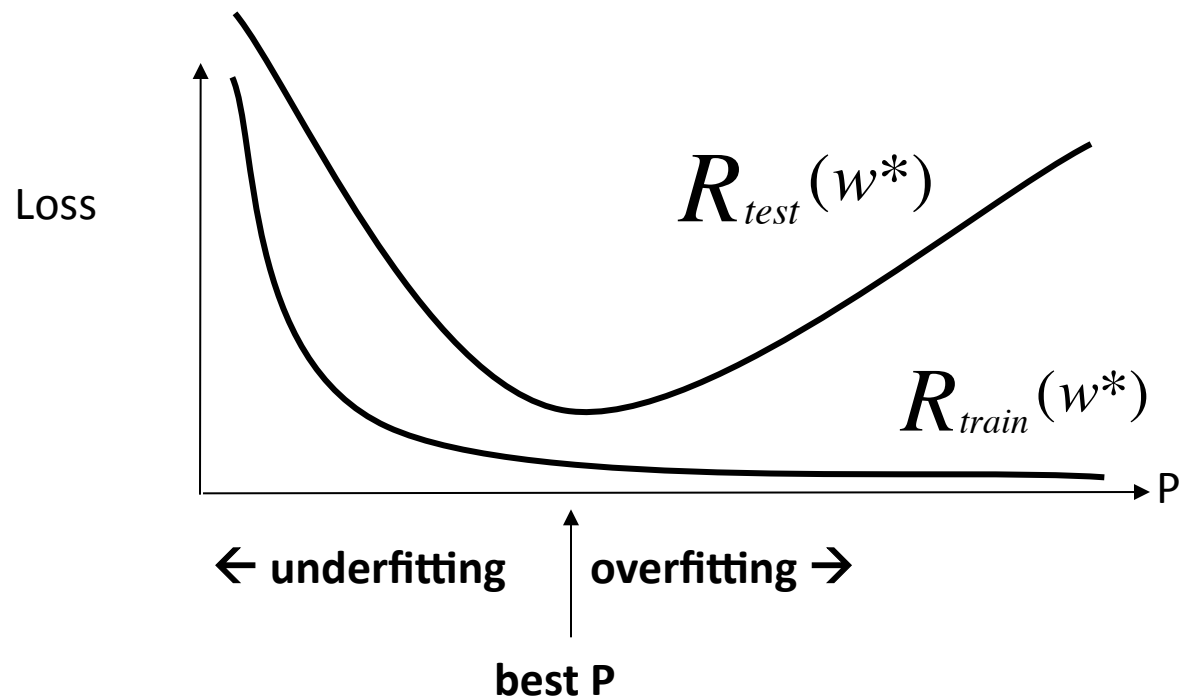 Loss
R_test (w*)
R_train (w*)
P
← underfitting
overfitting →
best P